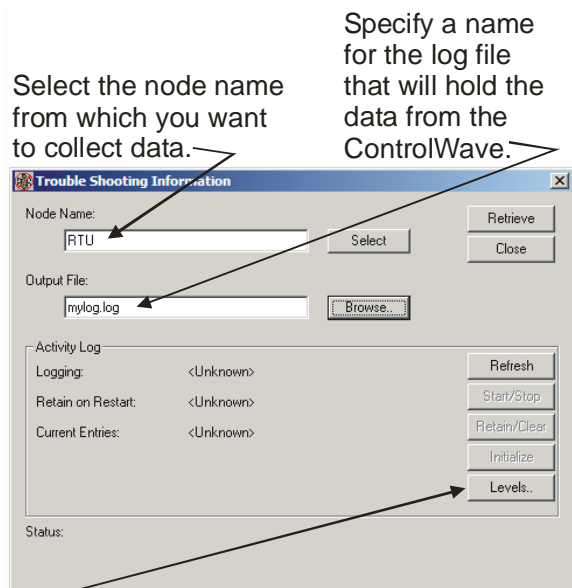 Select the node name
from which you want
to collect data.
Specify a name
for the log file
that will hold the
data from the
ControlWave.
Trouble Shooting Information
Node Name:
RTU
Select
Retrieve
Close
Output File:
mylog.log
Browse..
Activity Log
Logging: <Unknown>
Retain on Restart: <Unknown>
Current Entries: <Unknown>
Refresh
Start/Stop
Retain/Clear
Initialize
Levels..
Status: